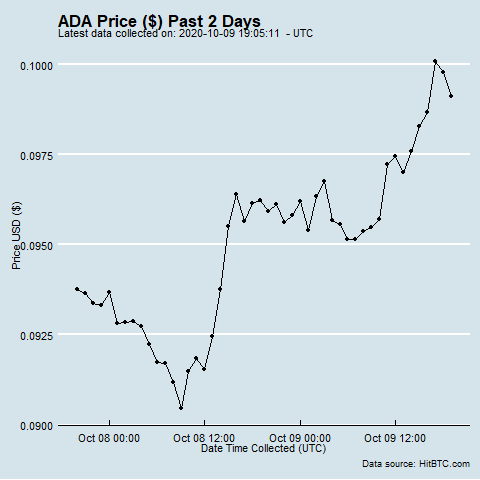 ADA Price ($) Past 2 Days
Latest data collected on: 2020-10-09 19:05:11 - UTC
Price USD ($)
0.1000
0.0975
0.0950
0.0925
0.0900
Oct 08 00:00
Oct 08 12:00
Oct 09 00:00
Oct 09 12:00
Date Time Collected (UTC)
Data source: HitBTC.com